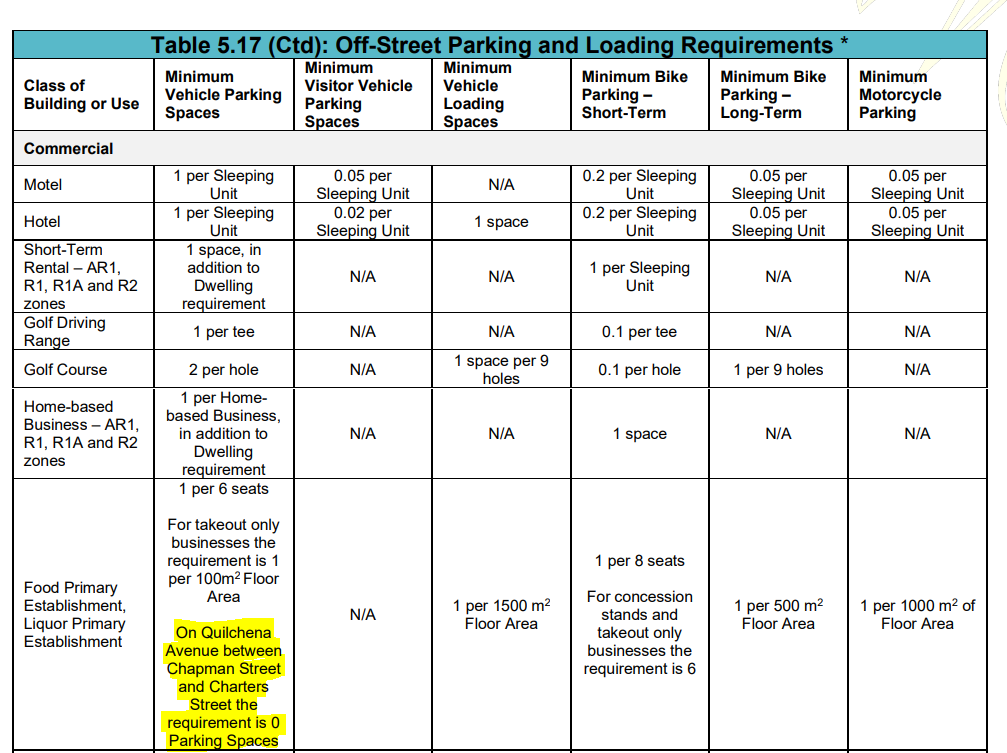 Table 5.17 (Ctd): Off-Street Parking and Loading Requirements *
Class of
Building or Use
Minimum
Vehicle Parking
Spaces
Minimum
Visitor Vehicle
Parking
Spaces
Minimum
Vehicle
Loading
Spaces
Minimum Bike
Parking –
Short-Term
Minimum Bike
Parking –
Long-Term
Minimum
Motorcycle
Parking
Commercial
Motel
1 per Sleeping
Unit
0.05 per
Sleeping Unit
N/A
0.2 per Sleeping
Unit
0.05 per
Sleeping Unit
0.05 per
Sleeping Unit
Hotel
1 per Sleeping
Unit
0.02 per
Sleeping Unit
1 space
0.2 per Sleeping
Unit
0.05 per
Sleeping Unit
0.05 per
Sleeping Unit
Short-Term
Rental – AR1,
R1, R1A and R2
zones
1 space, in
addition to
Dwelling
requirement
N/A
N/A
1 per Sleeping
Unit
N/A
N/A
Golf Driving
Range
1 per tee
N/A
N/A
0.1 per tee
N/A
N/A
Golf Course
2 per hole
N/A
1 space per 9
holes
0.1 per hole
1 per 9 holes
N/A
Home-based
Business – AR1,
R1, R1A and R2
zones
1 per Home-
based Business,
in addition to
Dwelling
requirement
N/A
N/A
1 space
N/A
N/A
Food Primary
Establishment,
Liquor Primary
Establishment
1 per 6 seats
For takeout only
businesses the
requirement is 1
per 100m² Floor
Area
On Quilchena
Avenue between
Chapman Street
and Charters
Street the
requirement is 0
Parking Spaces
N/A
1 per 1500 m²
Floor Area
1 per 8 seats
For concession
stands and
takeout only
businesses the
requirement is 6
1 per 500 m²
Floor Area
1 per 1000 m² of
Floor Area